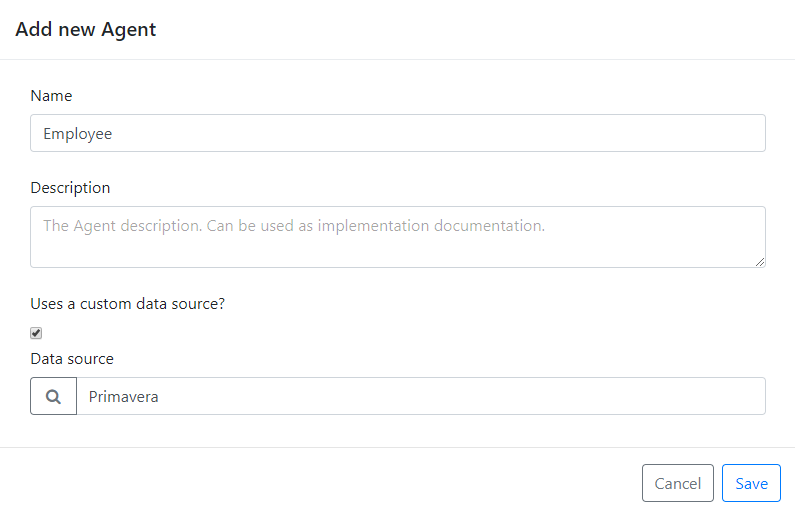 Add new Agent
Name
Employee
Description
The Agent description. Can be used as implementation documentation.
Uses a custom data source?
Data source
Primavera
Cancel Save